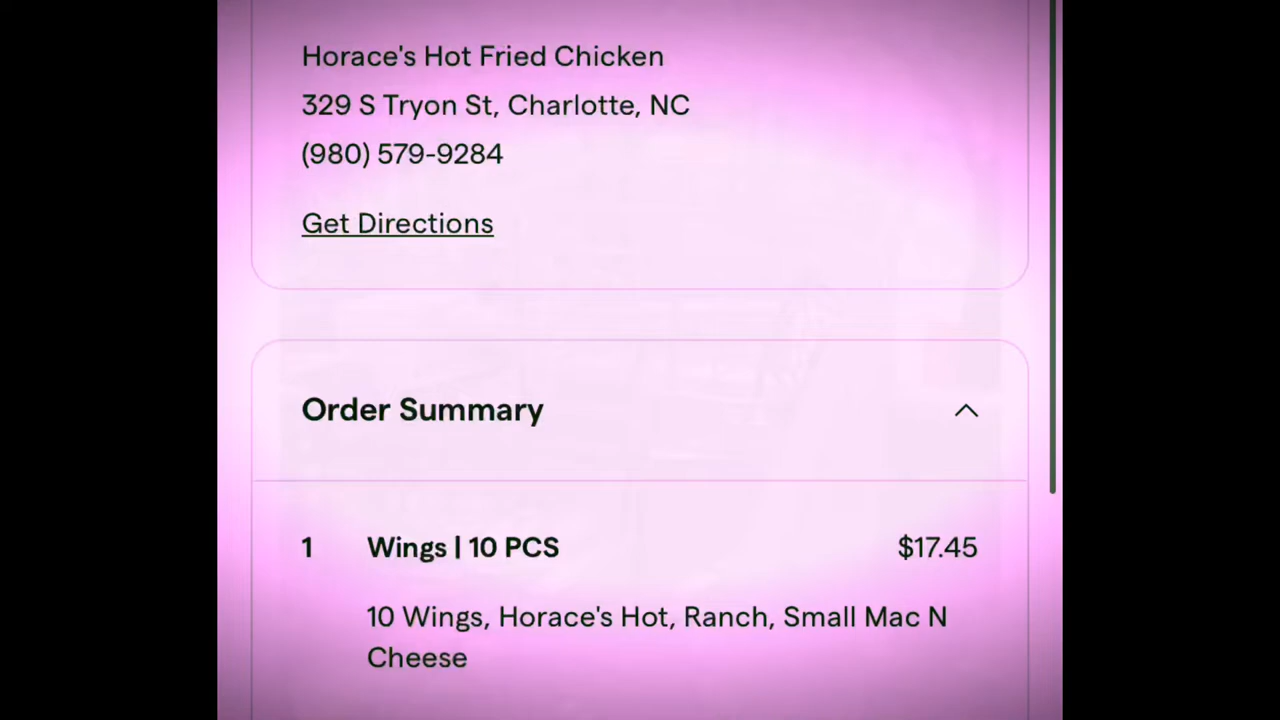 Horace's Hot Fried Chicken
329 S Tryon St, Charlotte, NC
(980) 579-9284
Get Directions
Order Summary
1 Wings | 10 PCS $17.45
10 Wings, Horace's Hot, Ranch, Small Mac N
Cheese